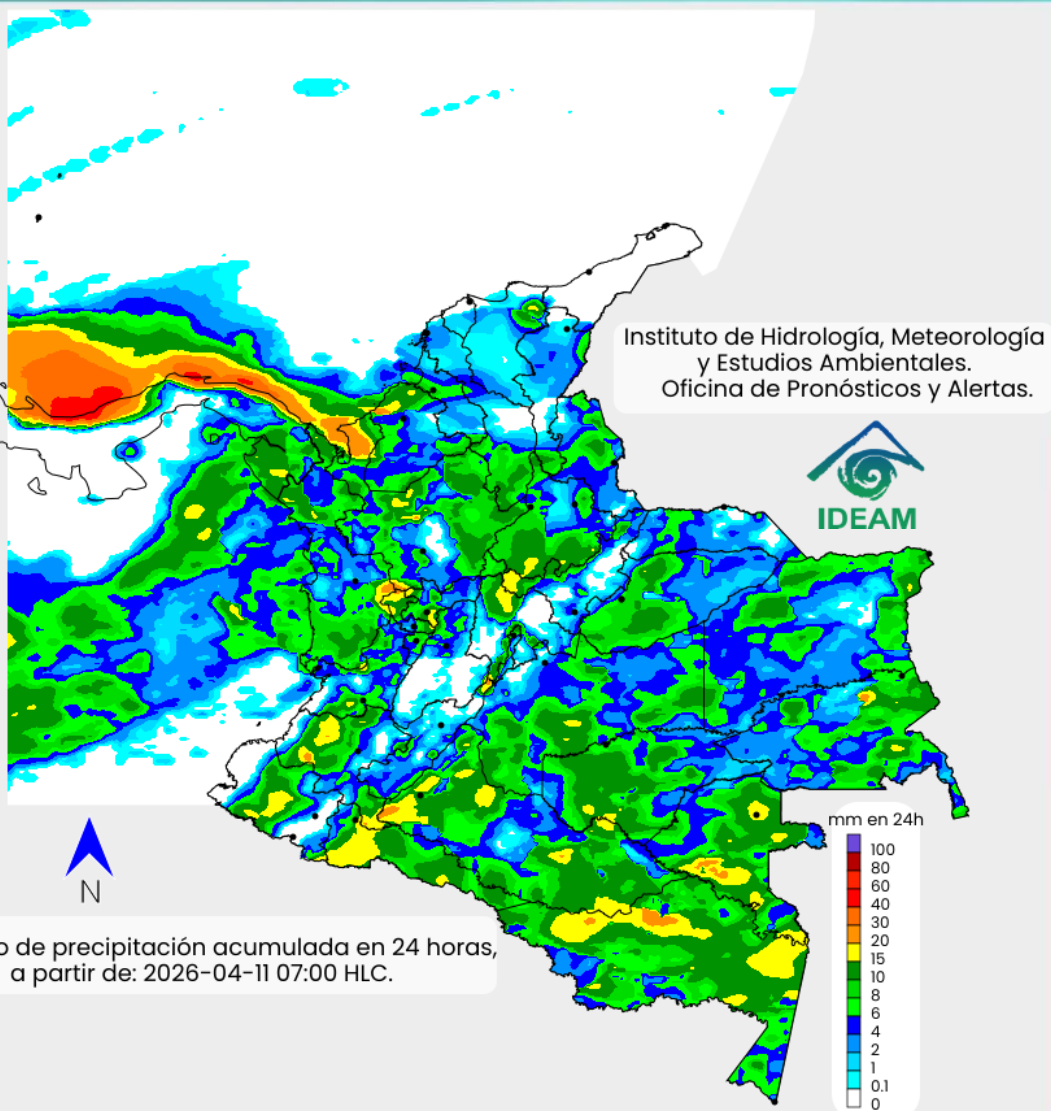 Instituto de Hidrología, Meteorología
y Estudios Ambientales.
Oficina de Pronósticos y Alertas.
IDEAM
mm en 24h
100
80
60
40
30
20
15
10
8
6
4
2
1
0.1
0
N
de precipitación acumulada en 24 horas,
a partir de: 2026-04-11 07:00 HLC.